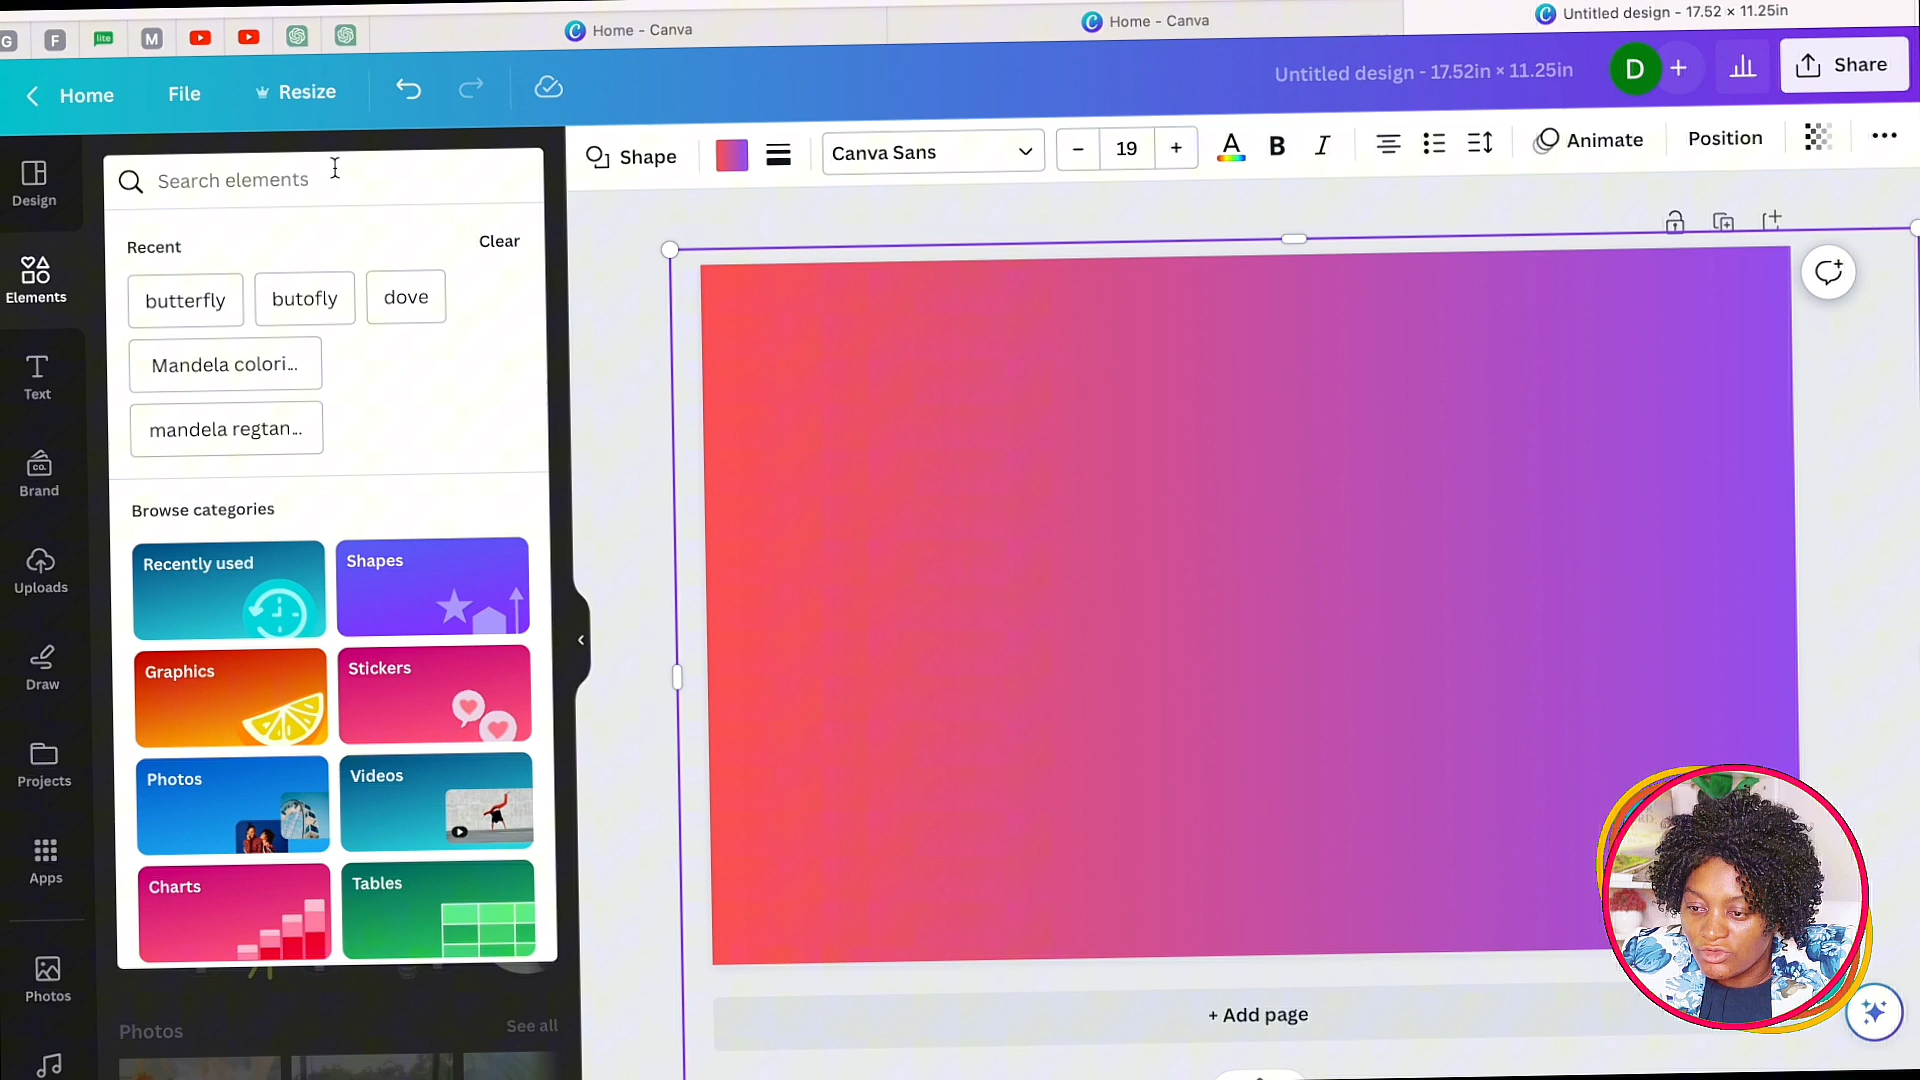 Home - Canva
Home - Canva
Untitled design - 17.52 × 11.25in
G
F
lite
M
Home
File
Resize
Untitled design - 17.52in × 11.25in
D
+
Share
Shape
Canva Sans
- 19 +
A
B
I
Animate
Position
Design
Elements
Text
Brand
CO.
Uploads
Draw
Projects
Apps
Photos
Search elements
Recent
Clear
butterfly
butofly
dove
Mandela colori...
mandela regtan...
Browse categories
Recently used
Shapes
Graphics
Stickers
Photos
Videos
Charts
Tables
Photos
See all
+ Add page